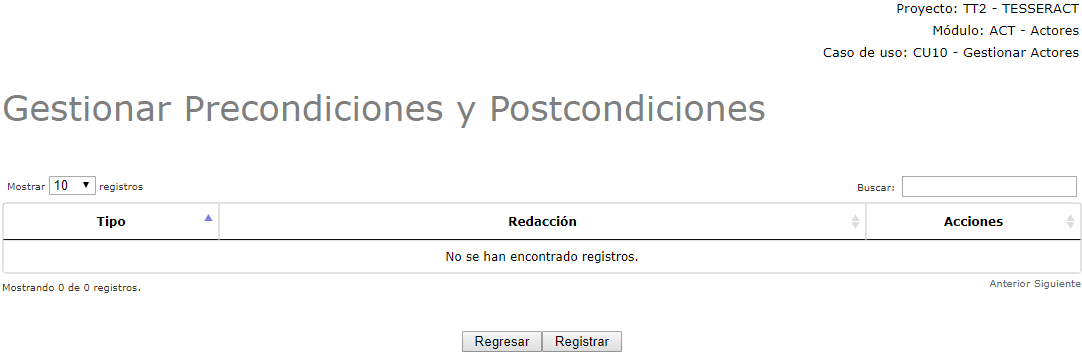 Proyecto: TT2 - TESSERACT
Módulo: ACT - Actores
Caso de uso: CU10 - Gestionar Actores
Gestionar Precondiciones y Postcondiciones
Mostrar 10 registros Buscar:
Tipo Redacción Acciones
No se han encontrado registros.
Mostrando 0 de 0 registros. Anterior Siguiente
Regresar Registrar